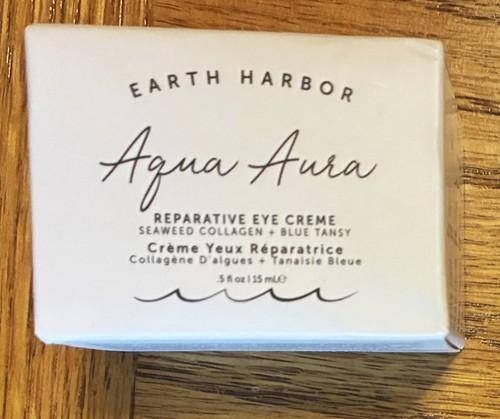 EARTH HARBOR
Aqua Aura
REPARATIVE EYE CREME
SEAWEED COLLAGEN + BLUE TANSY
Crème Yeux Réparatrice
Collagène D'algues + Tanaisie Bleue
.5 fl oz | 15 mL℮